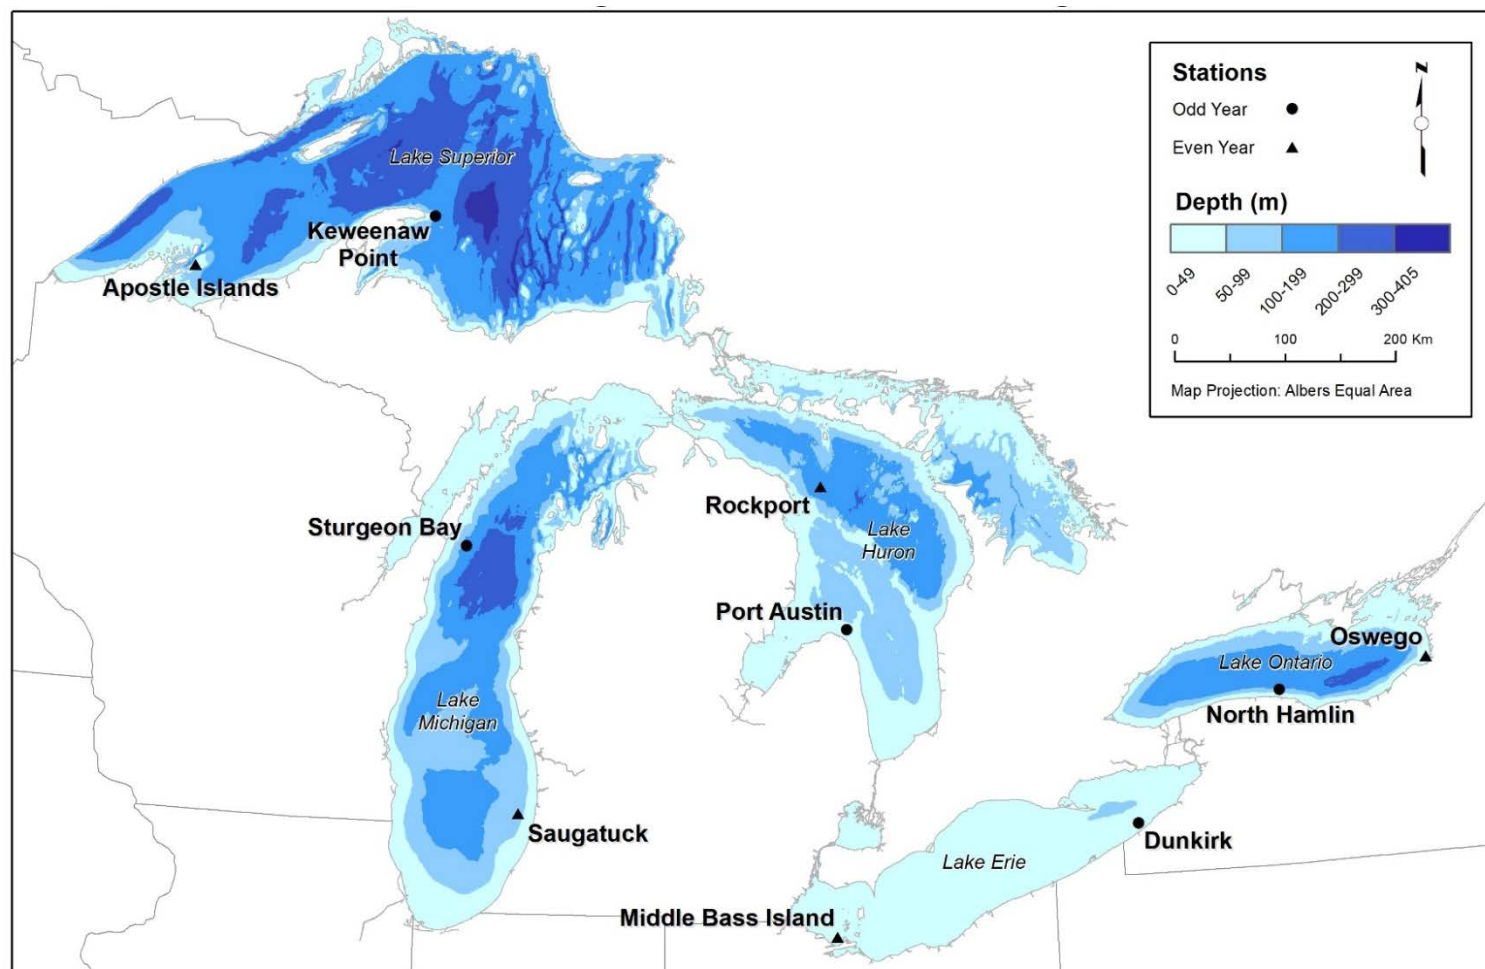 Stations
Odd Year
Even Year
N
Depth (m)
0-49
50-99
100-199
200-299
300-405
0 100 200 Km
Map Projection: Albers Equal Area
Lake Superior
Keweenaw
Point
Apostle Islands
Sturgeon Bay
Rockport
Lake
Huron
Port Austin
Oswego
Lake Ontario
North Hamlin
Lake
Michigan
Saugatuck
Dunkirk
Lake Erie
Middle Bass Island